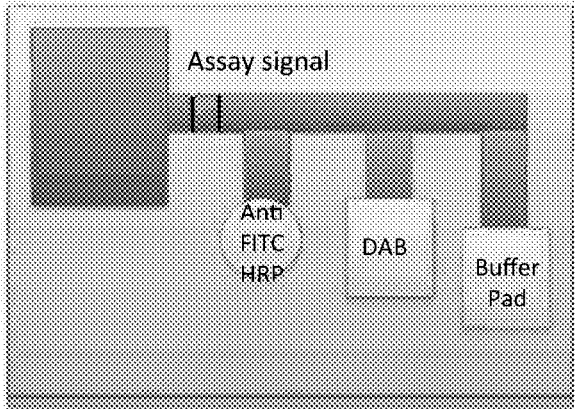 Assay signal
Anti
FITC
HRP
DAB
Buffer
Pad